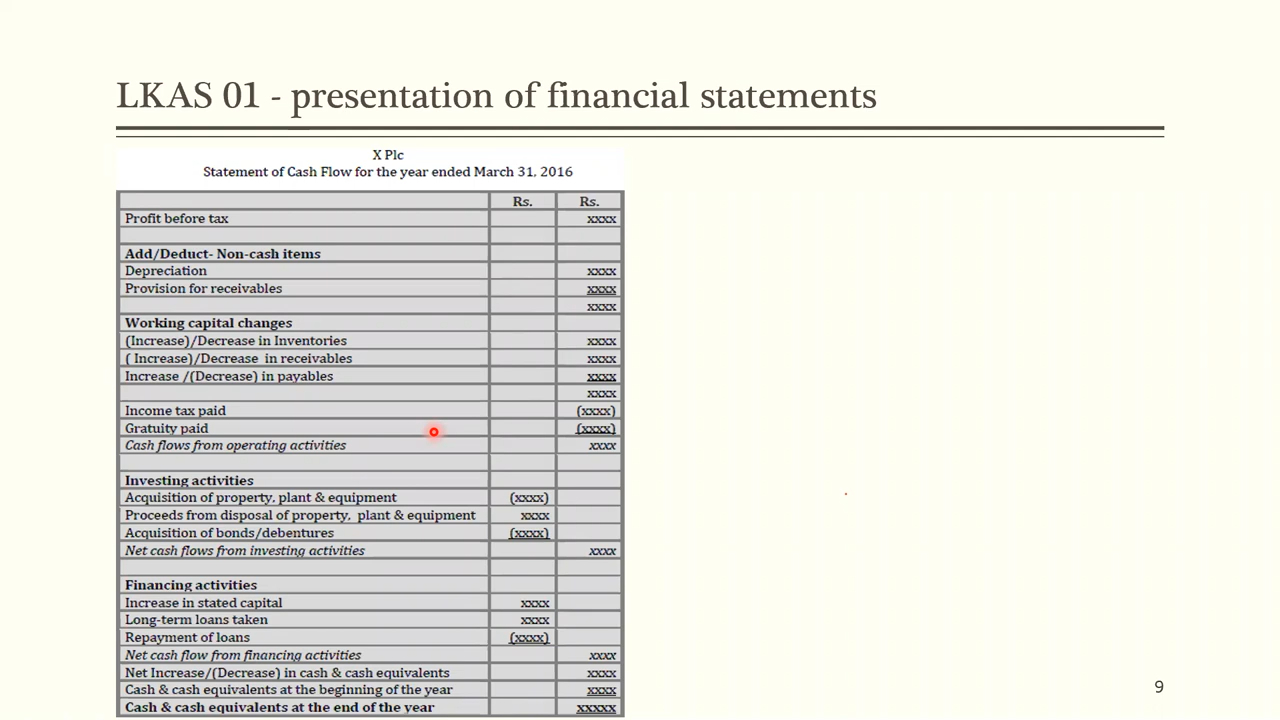 LKAS 01 - presentation of financial statements
X Plc
Statement of Cash Flow for the year ended March 31, 2016
Rs. Rs.
Profit before tax xxxx
Add/Deduct- Non-cash items
Depreciation xxxx
Provision for receivables xxxx
xxxx
Working capital changes
(Increase)/Decrease in Inventories xxxx
( Increase)/Decrease in receivables xxxx
Increase /(Decrease) in payables xxxx
xxxx
Income tax paid (xxxx)
Gratuity paid (xxxx)
Cash flows from operating activities xxxx
Investing activities
Acquisition of property, plant & equipment (xxxx)
Proceeds from disposal of property, plant & equipment xxxx
Acquisition of bonds/debentures (xxxx)
Net cash flows from investing activities xxxx
Financing activities
Increase in stated capital xxxx
Long-term loans taken xxxx
Repayment of loans (xxxx)
Net cash flow from financing activities xxxx
Net Increase/(Decrease) in cash & cash equivalents xxxx
Cash & cash equivalents at the beginning of the year xxxx
Cash & cash equivalents at the end of the year xxxxx
9